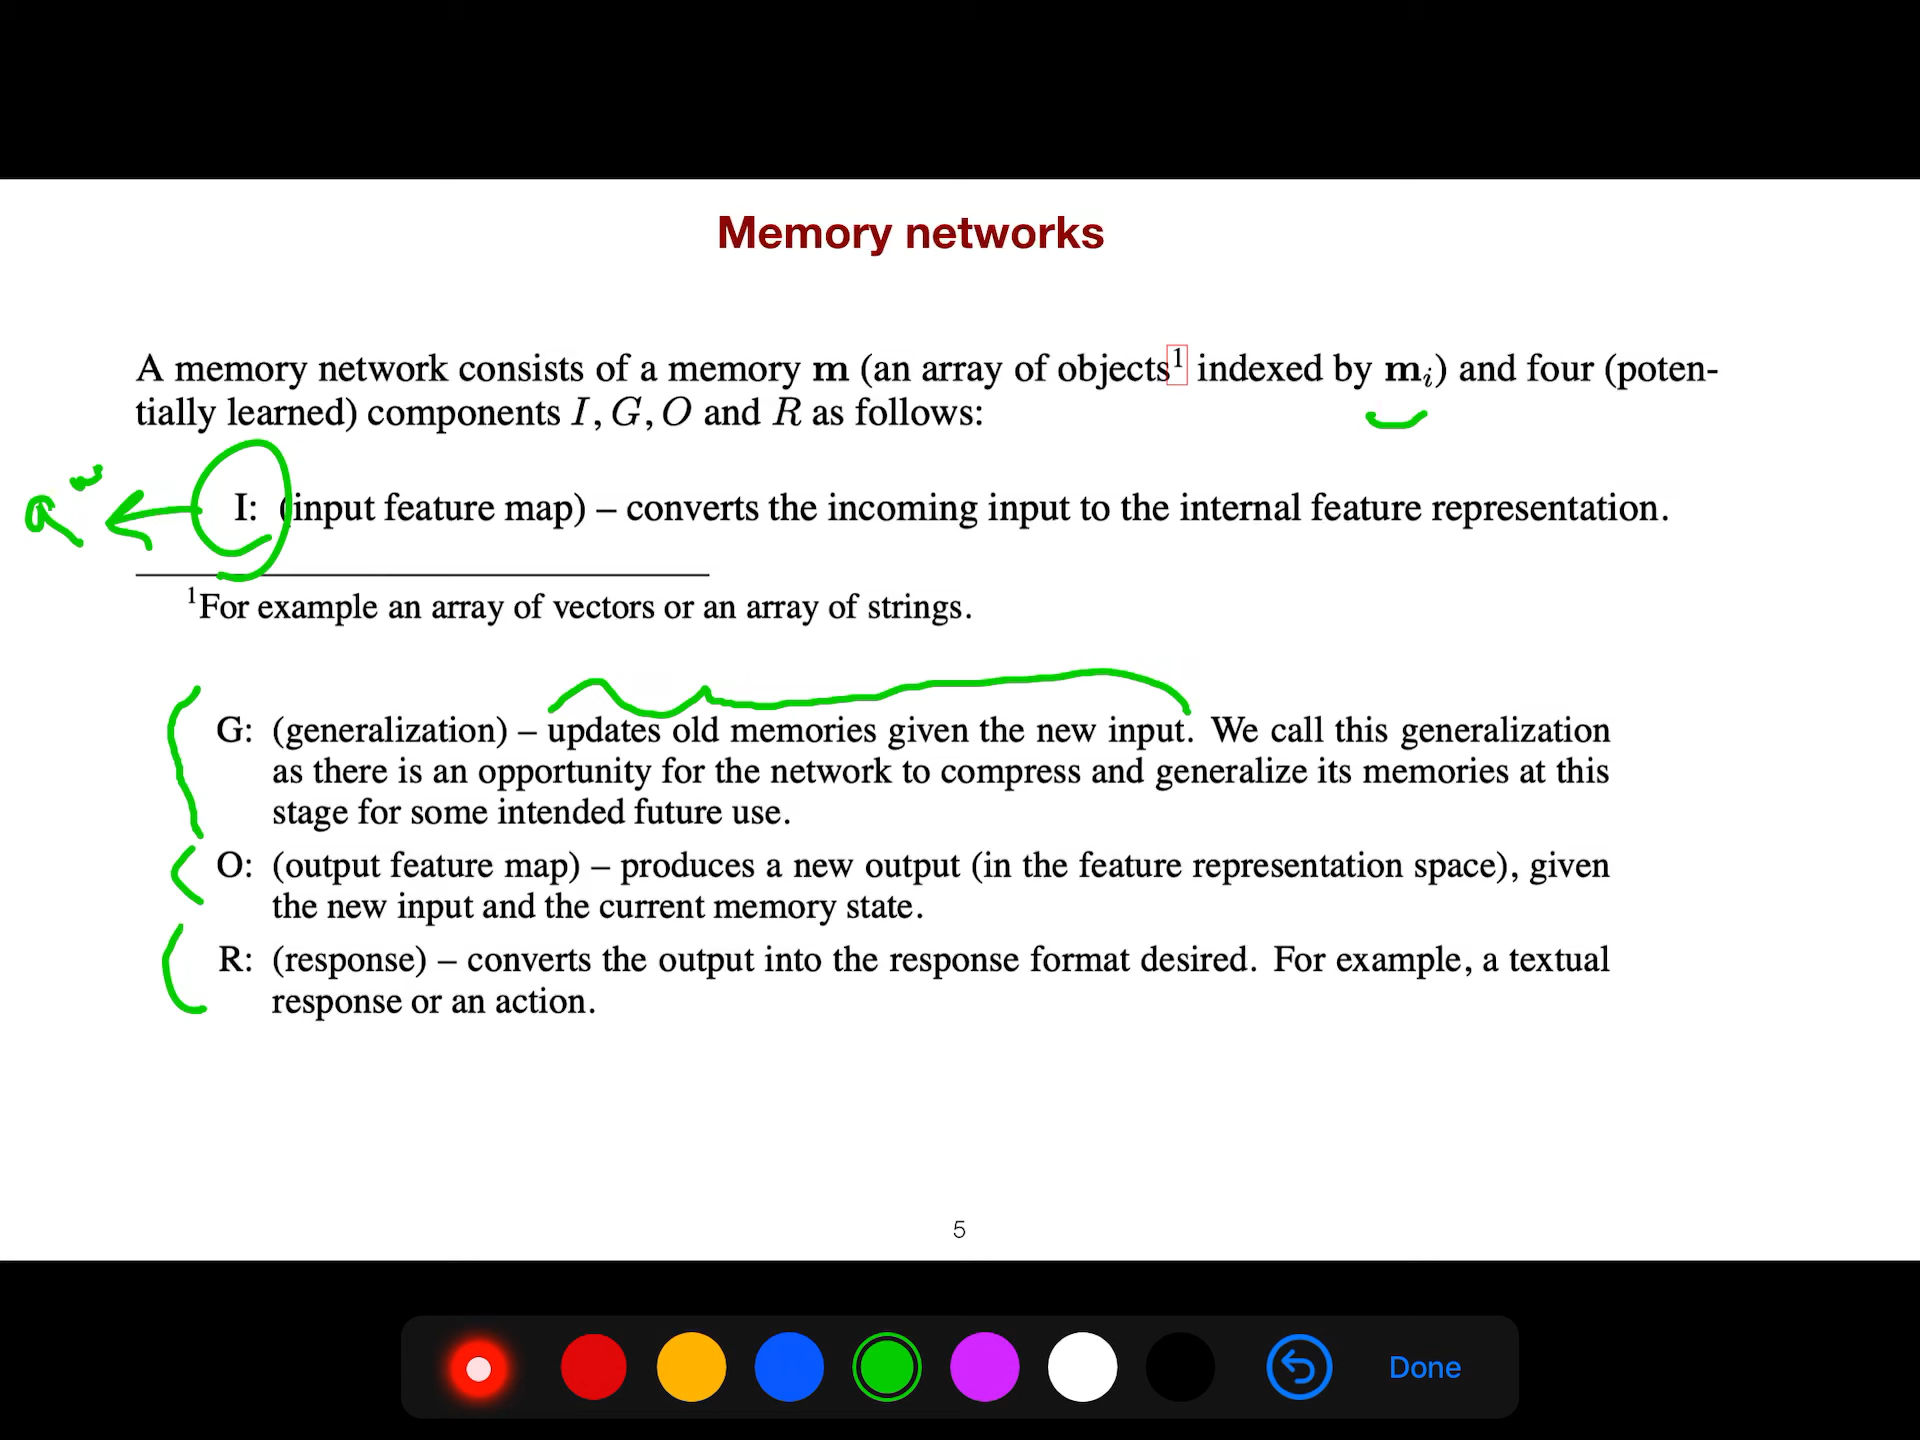 Memory networks
A memory network consists of a memory m (an array of objects¹ indexed by mᵢ) and four (poten-
tially learned) components I, G, O and R as follows:
I: (input feature map) – converts the incoming input to the internal feature representation.
¹For example an array of vectors or an array of strings.
G: (generalization) – updates old memories given the new input. We call this generalization
as there is an opportunity for the network to compress and generalize its memories at this
stage for some intended future use.
O: (output feature map) – produces a new output (in the feature representation space), given
the new input and the current memory state.
R: (response) – converts the output into the response format desired. For example, a textual
response or an action.
5
Done